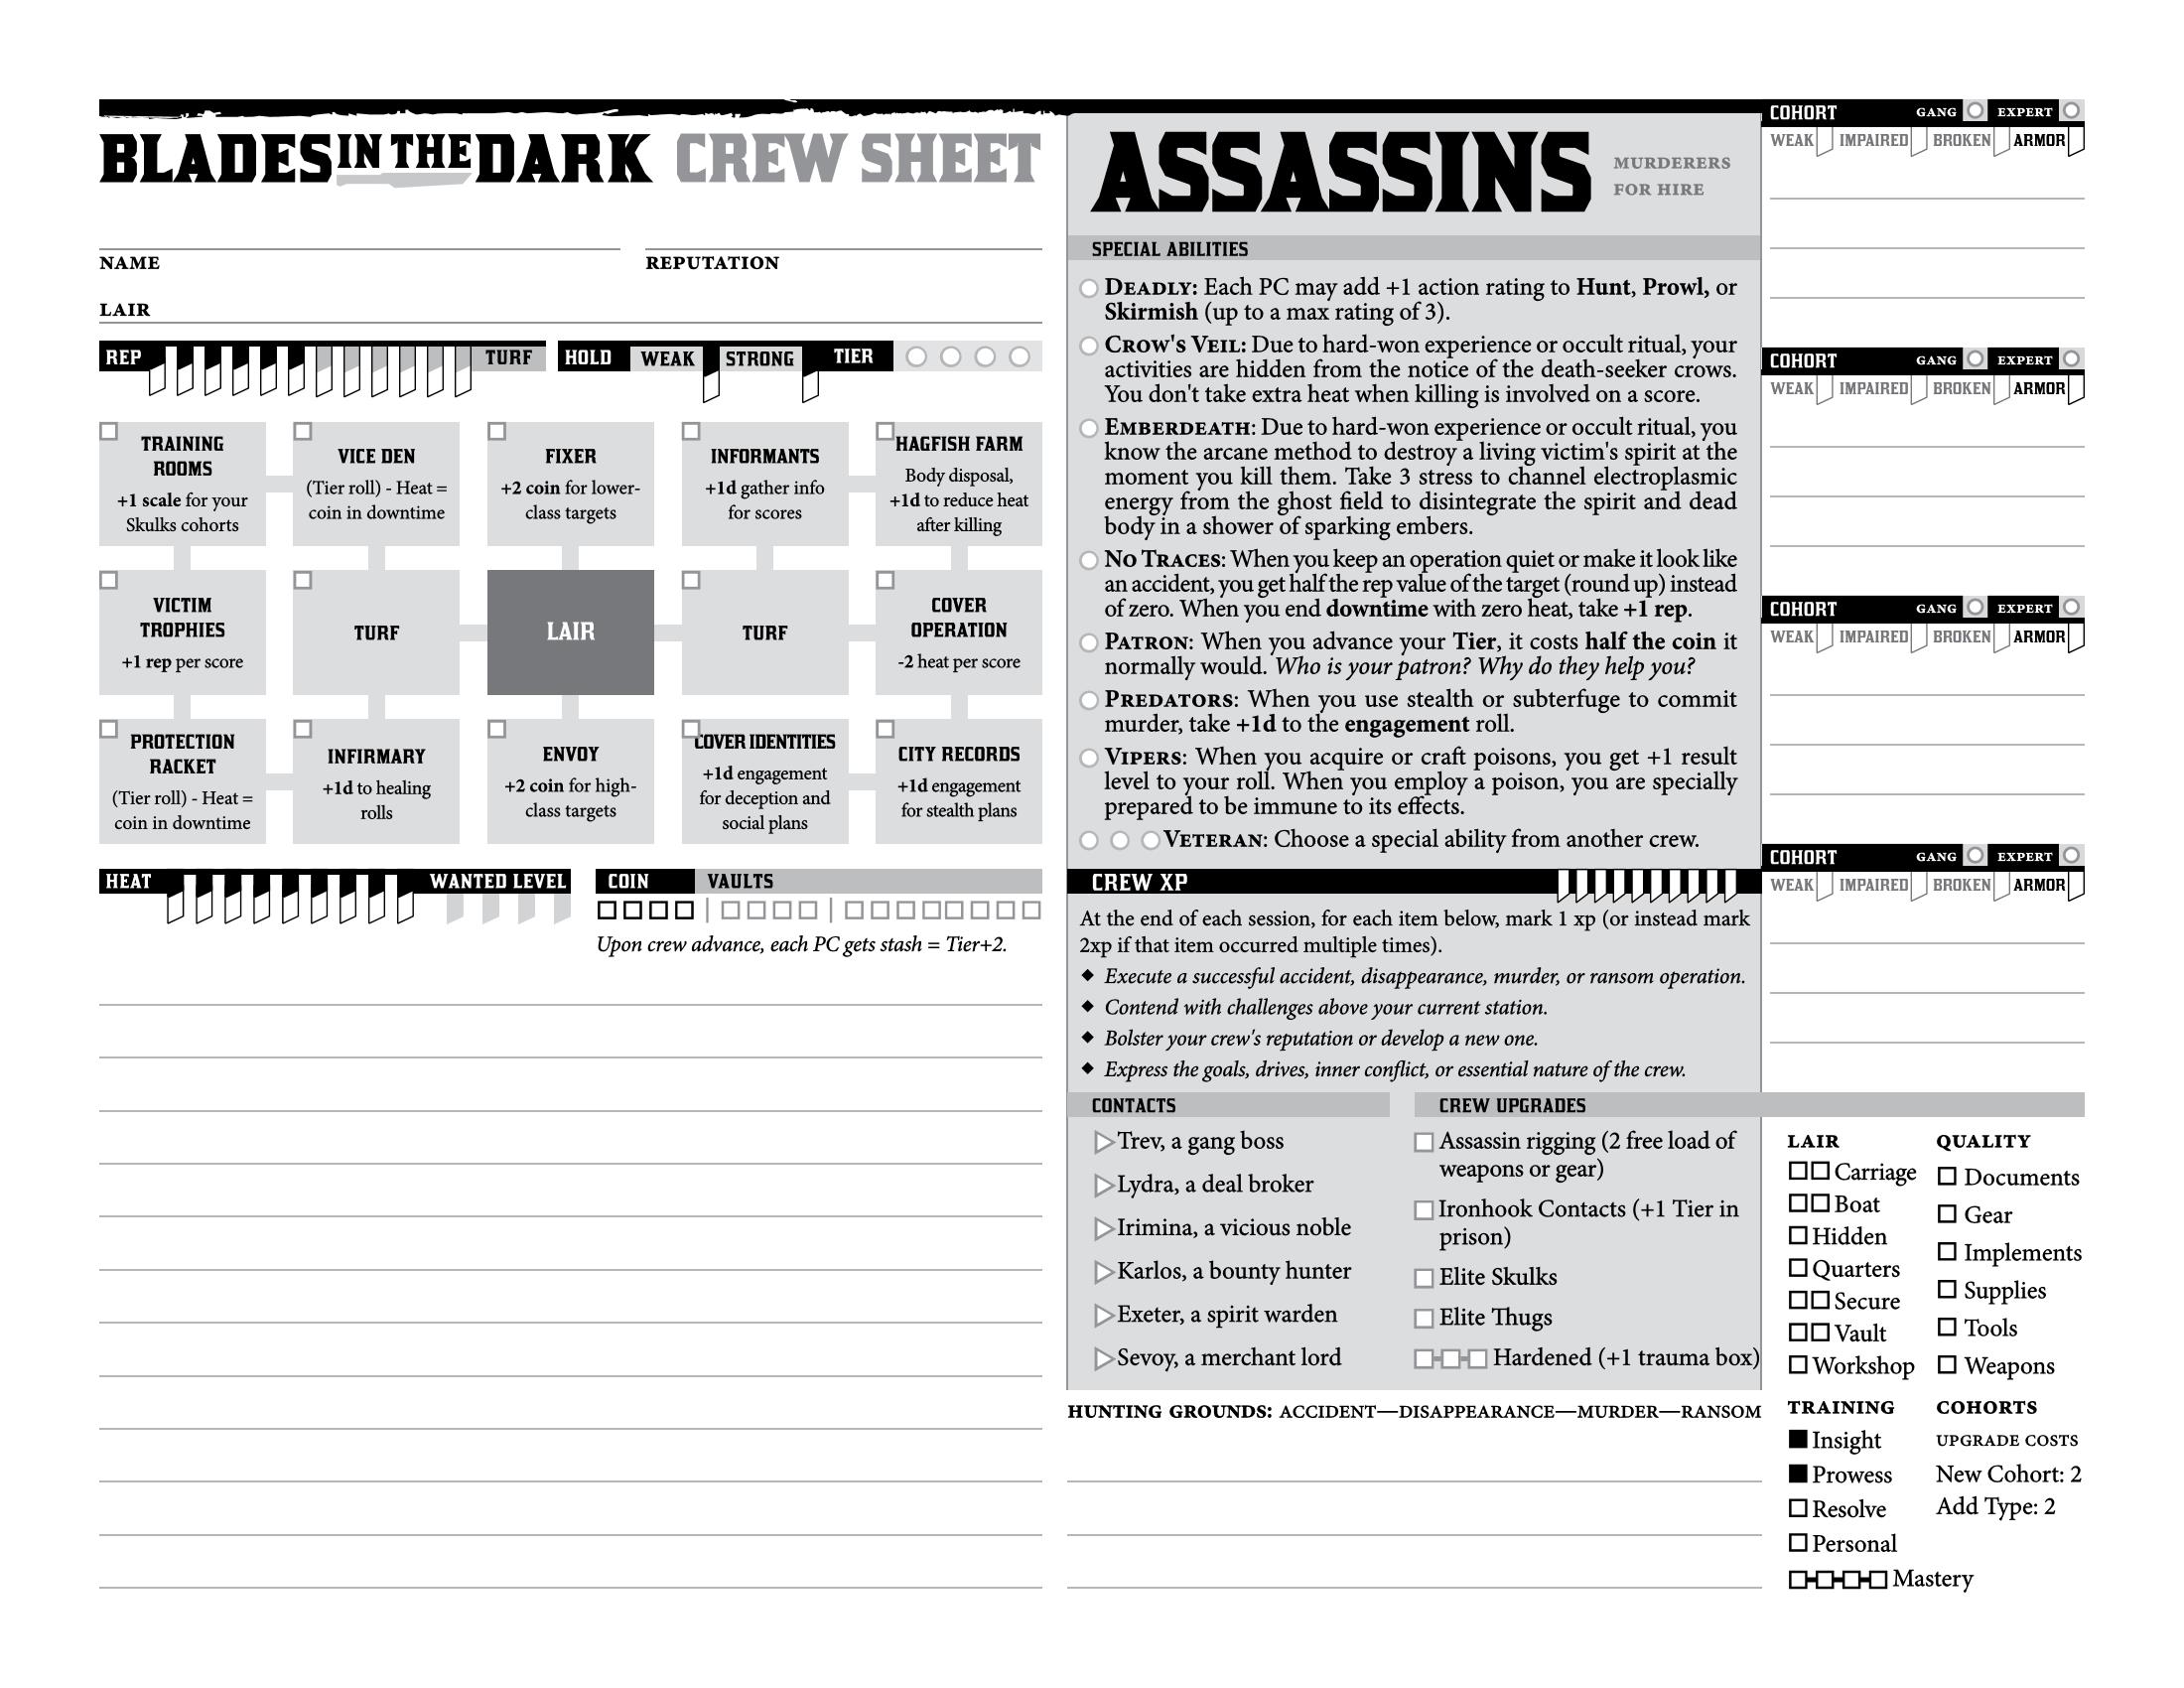 BLADES IN THE DARK CREW SHEET
NAME
REPUTATION
LAIR
REP
TURF
HOLD WEAK STRONG TIER
TRAINING
ROOMS
+1 scale for your
Skulks cohorts
VICE DEN
(Tier roll) - Heat =
coin in downtime
FIXER
+2 coin for lower-
class targets
INFORMANTS
+1d gather info
for scores
HAGFISH FARM
Body disposal,
+1d to reduce heat
after killing
VICTIM
TROPHIES
+1 rep per score
TURF
LAIR
TURF
COVER
OPERATION
-2 heat per score
PROTECTION
RACKET
(Tier roll) - Heat =
coin in downtime
INFIRMARY
+1d to healing
rolls
ENVOY
+2 coin for high-
class targets
COVER IDENTITIES
+1d engagement
for deception and
social plans
CITY RECORDS
+1d engagement
for stealth plans
HEAT
WANTED LEVEL
COIN
VAULTS
Upon crew advance, each PC gets stash = Tier+2.
ASSASSINS
MURDERERS
FOR HIRE
SPECIAL ABILITIES
DEADLY: Each PC may add +1 action rating to Hunt, Prowl, or
Skirmish (up to a max rating of 3).
CROW'S VEIL: Due to hard-won experience or occult ritual, your
activities are hidden from the notice of the death-seeker crows.
You don't take extra heat when killing is involved on a score.
EMBERDEATH: Due to hard-won experience or occult ritual, you
know the arcane method to destroy a living victim's spirit at the
moment you kill them. Take 3 stress to channel electroplasmic
energy from the ghost field to disintegrate the spirit and dead
body in a shower of sparking embers.
NO TRACES: When you keep an operation quiet or make it look like
an accident, you get half the rep value of the target (round up) instead
of zero. When you end downtime with zero heat, take +1 rep.
PATRON: When you advance your Tier, it costs half the coin it
normally would. Who is your patron? Why do they help you?
PREDATORS: When you use stealth or subterfuge to commit
murder, take +1d to the engagement roll.
VIPERS: When you acquire or craft poisons, you get +1 result
level to your roll. When you employ a poison, you are specially
prepared to be immune to its effects.
VETERAN: Choose a special ability from another crew.
CREW XP
At the end of each session, for each item below, mark 1 xp (or instead mark
2xp if that item occurred multiple times).
◆ Execute a successful accident, disappearance, murder, or ransom operation.
◆ Contend with challenges above your current station.
◆ Bolster your crew's reputation or develop a new one.
◆ Express the goals, drives, inner conflict, or essential nature of the crew.
CONTACTS
Trev, a gang boss
Lydra, a deal broker
Irimina, a vicious noble
Karlos, a bounty hunter
Exeter, a spirit warden
Sevoy, a merchant lord
CREW UPGRADES
Assassin rigging (2 free load of
weapons or gear)
Ironhook Contacts (+1 Tier in
prison)
Elite Skulks
Elite Thugs
Hardened (+1 trauma box)
HUNTING GROUNDS: ACCIDENT—DISAPPEARANCE—MURDER—RANSOM
COHORT GANG EXPERT
WEAK IMPAIRED BROKEN ARMOR
COHORT GANG EXPERT
WEAK IMPAIRED BROKEN ARMOR
COHORT GANG EXPERT
WEAK IMPAIRED BROKEN ARMOR
COHORT GANG EXPERT
WEAK IMPAIRED BROKEN ARMOR
LAIR
Carriage
Boat
Hidden
Quarters
Secure
Vault
Workshop
QUALITY
Documents
Gear
Implements
Supplies
Tools
Weapons
TRAINING
Insight
Prowess
Resolve
Personal
Mastery
COHORTS
UPGRADE COSTS
New Cohort: 2
Add Type: 2